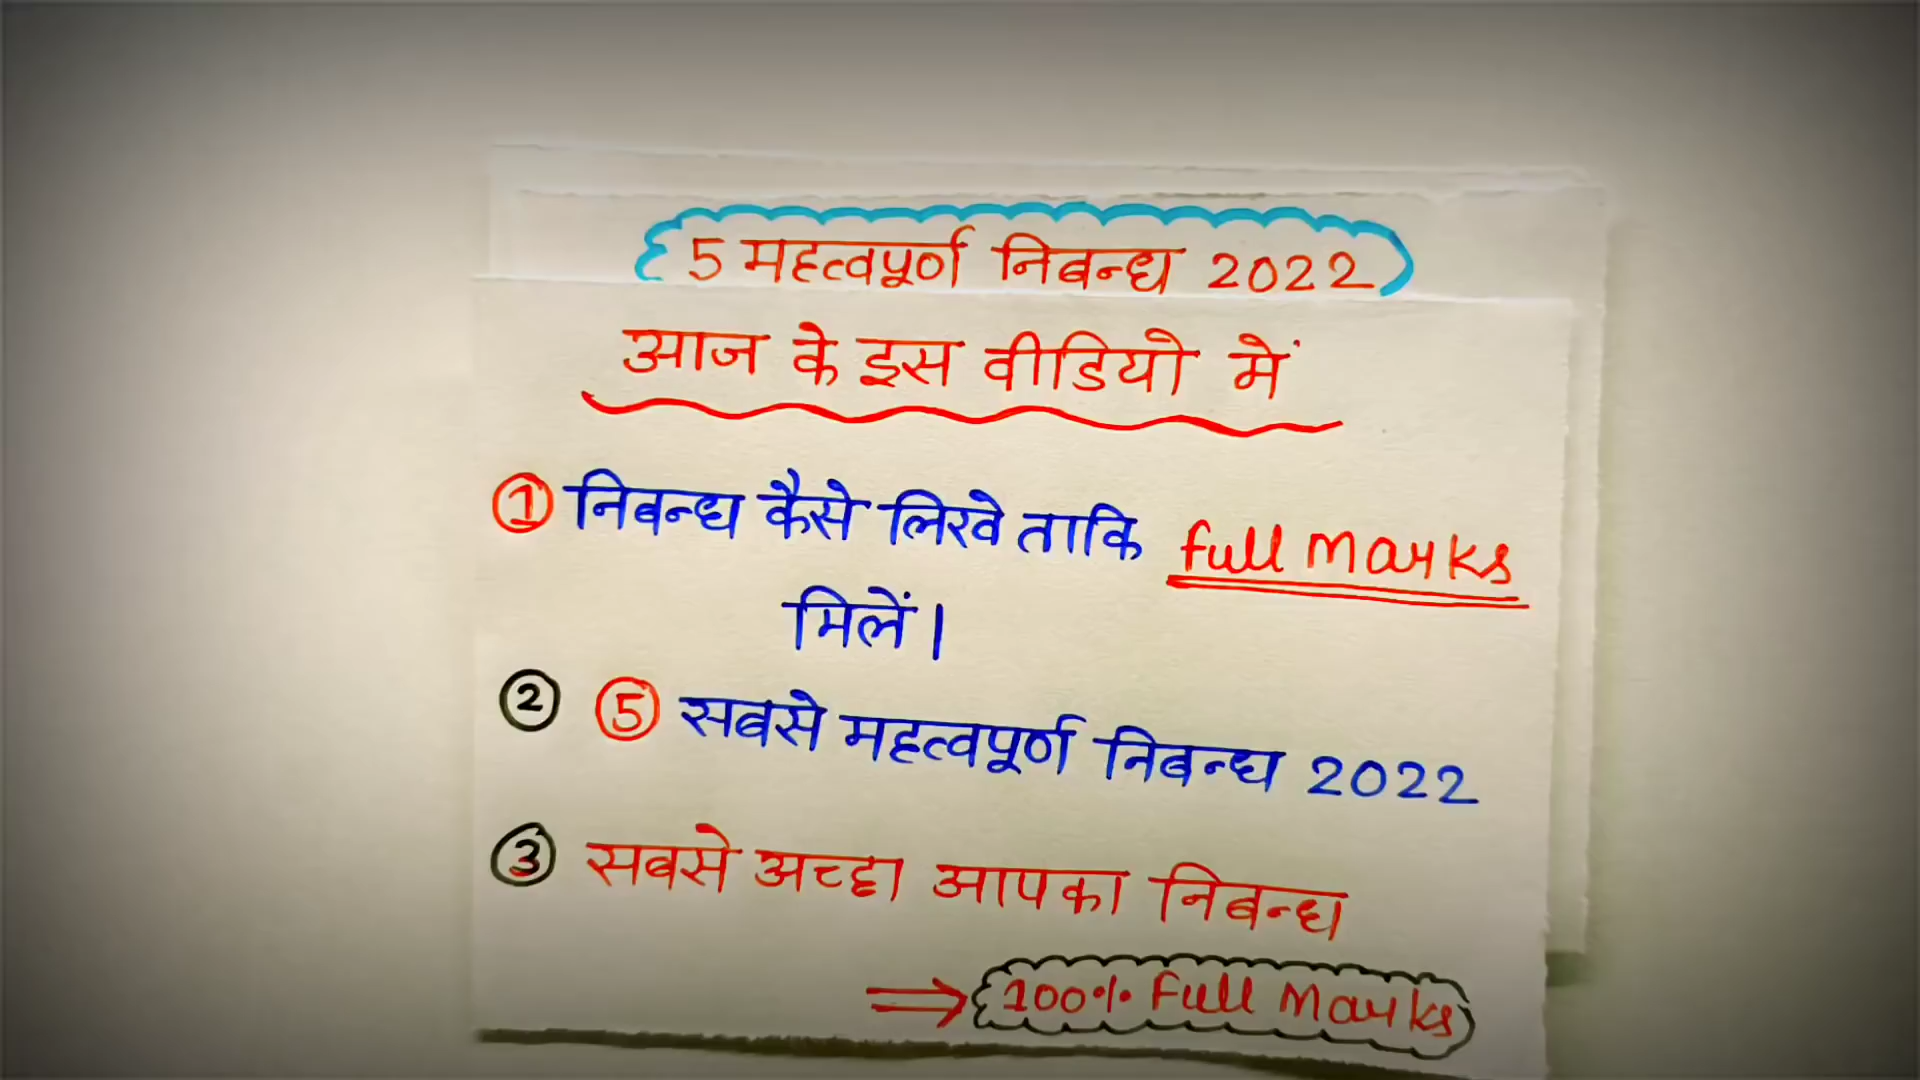 5 महत्वपूर्ण निबन्ध 2022
आज के इस वीडियो में
① निबन्ध कैसे लिखे ताकि full Marks
मिलें।
② ⑤ सबसे महत्वपूर्ण निबन्ध 2022
③ सबसे अच्छा आपका निबन्ध
⇒ 100% Full Marks